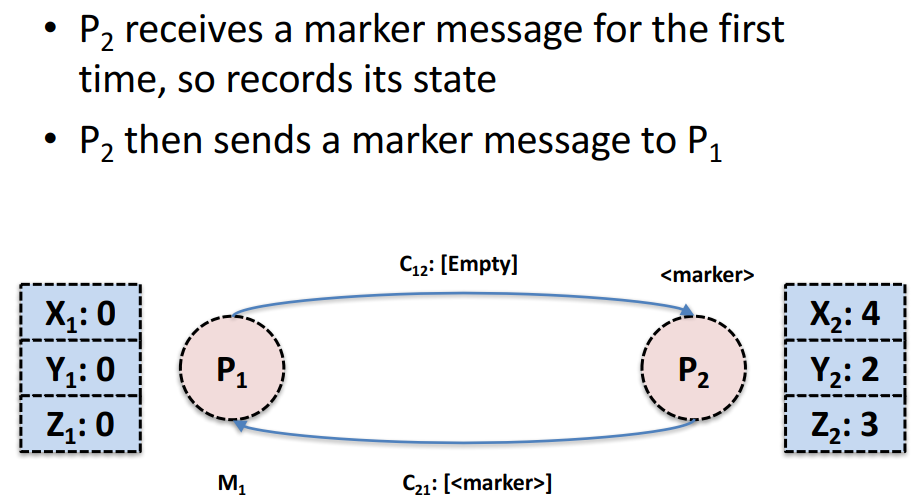 • P₂ receives a marker message for the first
time, so records its state
• P₂ then sends a marker message to P₁
C₁₂: [Empty]
<marker>
X₁: 0
Y₁: 0
Z₁: 0
P₁
P₂
X₂: 4
Y₂: 2
Z₂: 3
M₁
C₂₁: [<marker>]